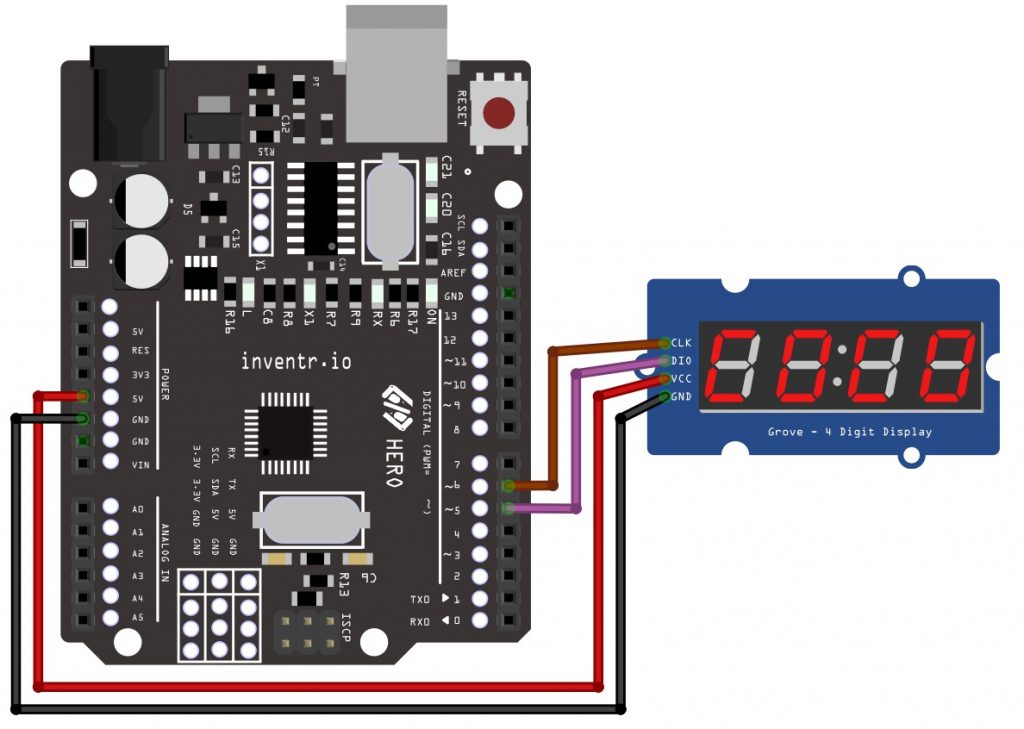 PT
RESET
C12
R15
C13
D5
C15
C21
C20
C16
SCL
SDA
X1
C14
AREF
GND
R16
L
C8
R8
X1
R7
R9
RX
R6
R17
ON
13
12
~11
~10
~9
8
5V
RES
3V3
5V
GND
GND
VIN
POWER
inventr.io
HERO
DIGITAL (PWM= ~)
7
~6
~5
4
~3
2
TX0 ▶ 1
RX0 ◀ 0
RX TX 5V GND
SCL SDA 5V GND
3.3V 3.3V GND GND
A0
A1
A2
A3
A4
A5
ANALOG IN
C9
R13
ISCP
CLK
DIO
VCC
GND
Grove - 4 Digit Display